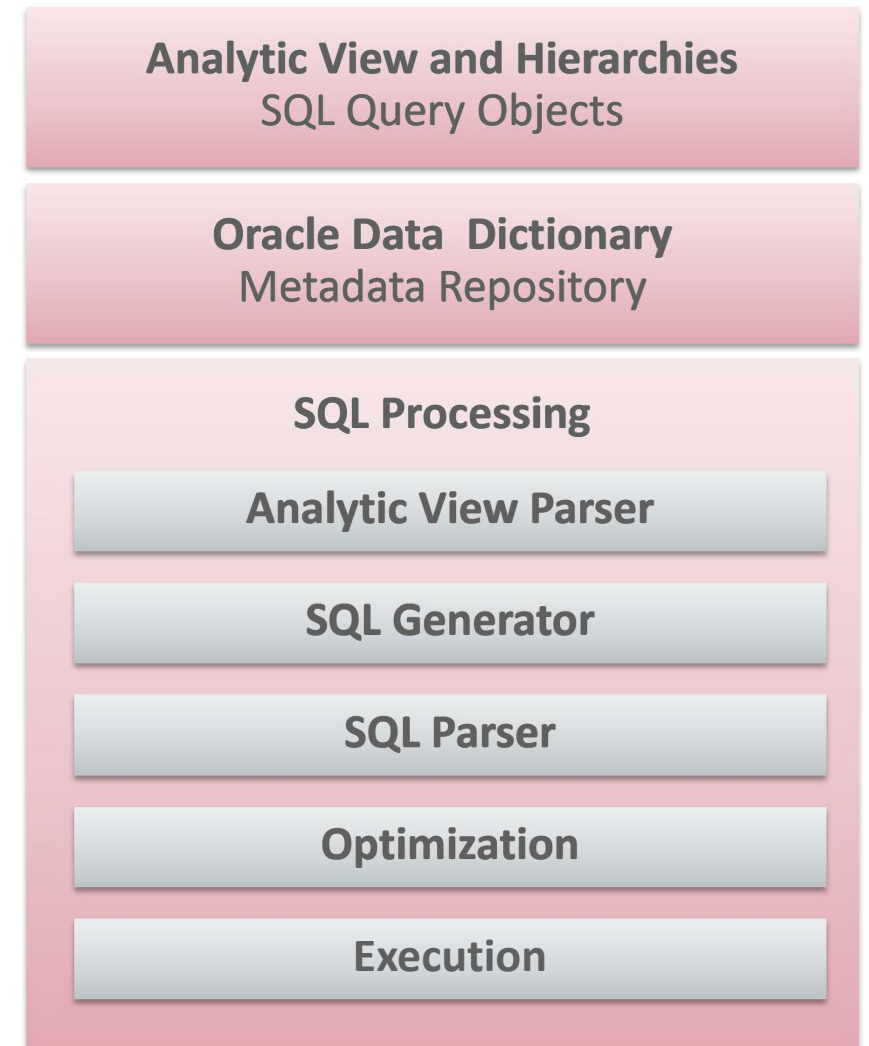 Analytic View and Hierarchies
SQL Query Objects
Oracle Data Dictionary
Metadata Repository
SQL Processing
Analytic View Parser
SQL Generator
SQL Parser
Optimization
Execution